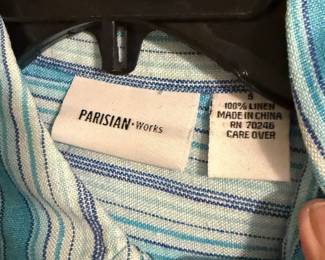 PARISIAN • Works
S
100% LINEN
MADE IN CHINA
RN 70246
CARE OVER